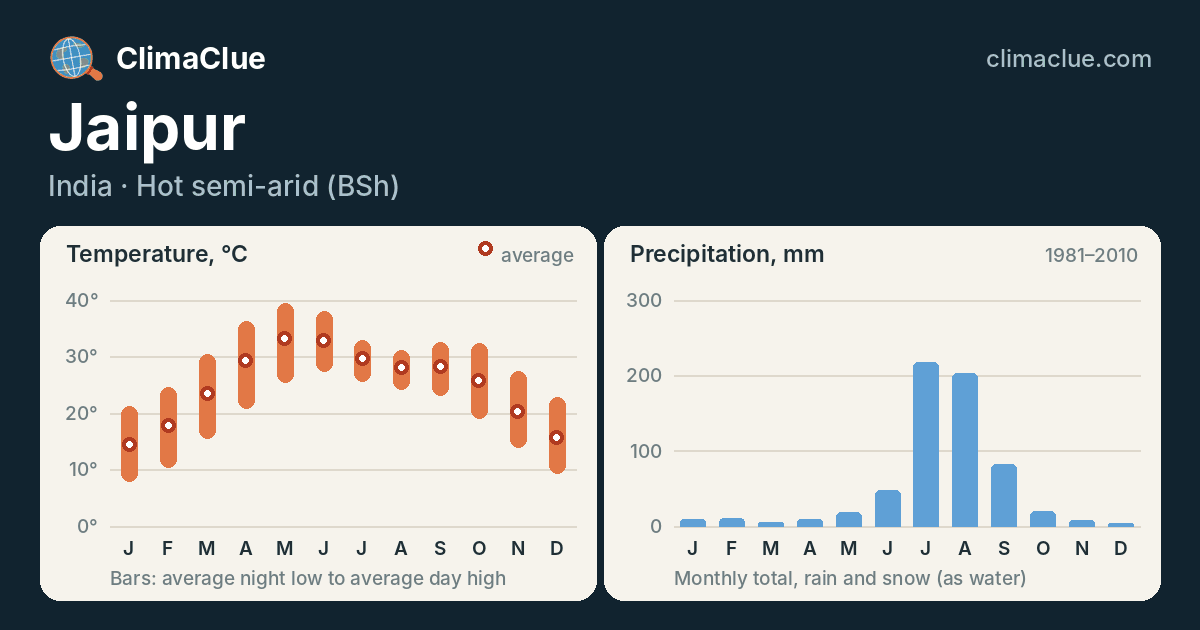 ClimaClue
climaclue.com
Jaipur
India · Hot semi-arid (BSh)
Temperature, °C
average
40°
30°
20°
10°
0°
J F M A M J J A S O N D
Bars: average night low to average day high
Precipitation, mm
1981–2010
300
200
100
0
J F M A M J J A S O N D
Monthly total, rain and snow (as water)